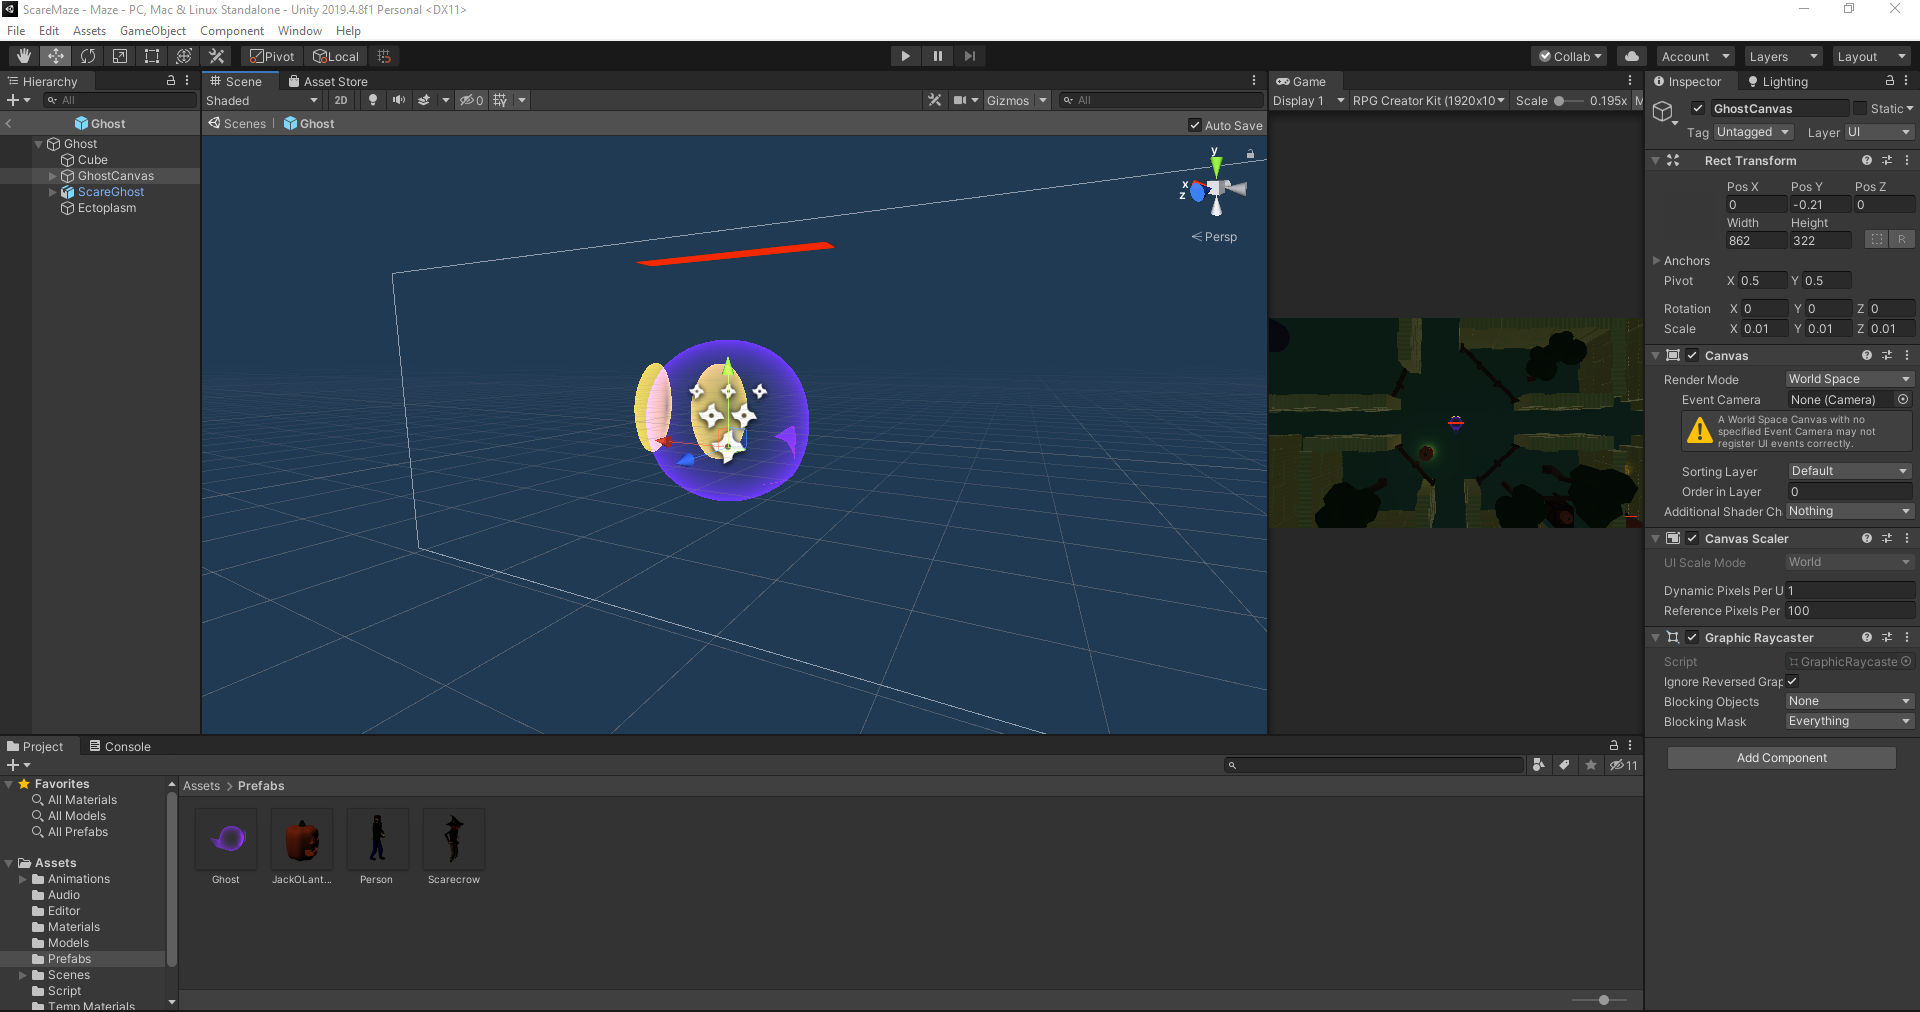 ScareMaze - Maze - PC, Mac & Linux Standalone - Unity 2019.4.8f1 Personal <DX11>
File Edit Assets GameObject Component Window Help
Pivot Local Collab Account Layers Layout
Hierarchy
All
Ghost
Ghost
Cube
GhostCanvas
ScareGhost
Ectoplasm
Scene Asset Store
Shaded 2D 0 Gizmos All
Scenes Ghost Auto Save
y
x
z
Persp
Game
Display 1 RPG Creator Kit (1920x10 Scale 0.195x M
Inspector Lighting
GhostCanvas Static
Tag Untagged Layer UI
Rect Transform
Pos X Pos Y Pos Z
0 -0.21 0
Width Height
862 322 R
Anchors
Pivot X 0.5 Y 0.5
Rotation X 0 Y 0 Z 0
Scale X 0.01 Y 0.01 Z 0.01
Canvas
Render Mode World Space
Event Camera None (Camera)
A World Space Canvas with no
specified Event Camera may not
register UI events correctly.
Sorting Layer Default
Order in Layer 0
Additional Shader Ch Nothing
Canvas Scaler
UI Scale Mode World
Dynamic Pixels Per U 1
Reference Pixels Per 100
Graphic Raycaster
Script GraphicRaycaste
Ignore Reversed Grap
Blocking Objects None
Blocking Mask Everything
Add Component
Project Console
11
Favorites
All Materials
All Models
All Prefabs
Assets
Animations
Audio
Editor
Materials
Models
Prefabs
Scenes
Script
Temp Materials
Assets > Prefabs
Ghost JackOLant... Person Scarecrow